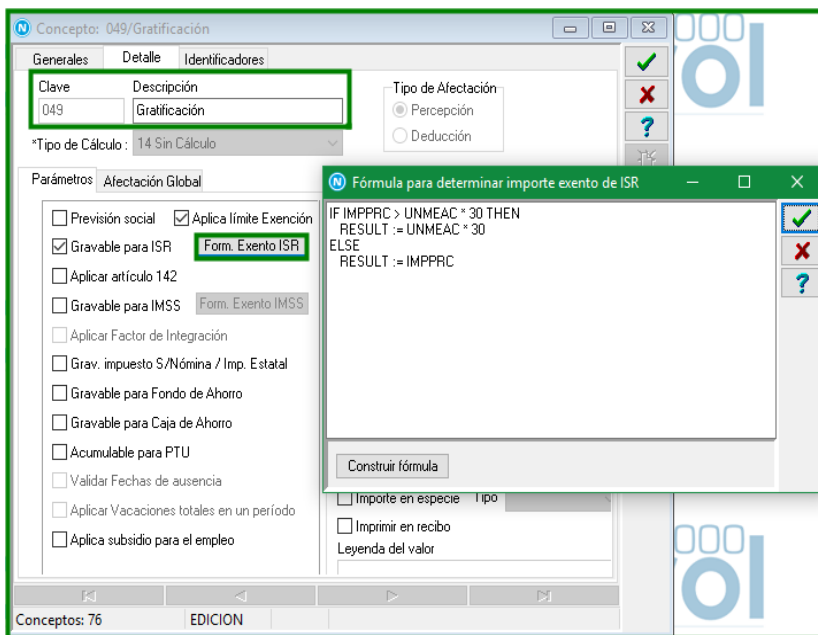 Concepto: 049/Gratificación
Generales Detalle Identificadores
Clave Descripción
049 Gratificación
*Tipo de Cálculo : 14 Sin Cálculo
Tipo de Afectación
Percepción
Deducción
Parámetros Afectación Global
Previsión social Aplica límite Exención
Gravable para ISR Form. Exento ISR
Aplicar artículo 142
Gravable para IMSS Form. Exento IMSS
Aplicar Factor de Integración
Grav. impuesto S/Nómina / Imp. Estatal
Gravable para Fondo de Ahorro
Gravable para Caja de Ahorro
Acumulable para PTU
Validar Fechas de ausencia
Aplicar Vacaciones totales en un período
Aplica subsidio para el empleo
Fórmula para determinar importe exento de ISR
IF IMPPRC > UNMEAC * 30 THEN
RESULT := UNMEAC * 30
ELSE
RESULT := IMPPRC
Construir fórmula
Importe en especie Tipo
Imprimir en recibo
Leyenda del valor
Conceptos: 76 EDICION